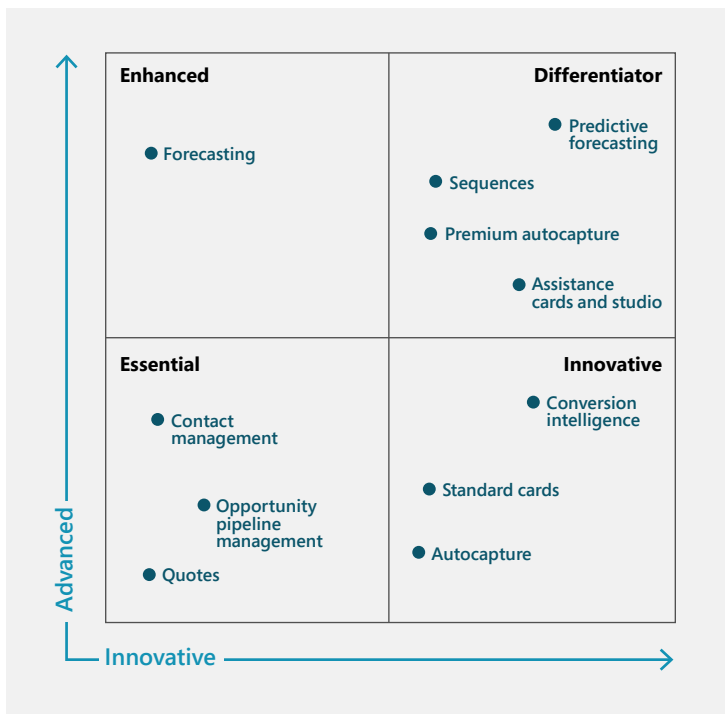 Enhanced
Differentiator
Forecasting
Predictive
forecasting
Sequences
Premium autocapture
Assistance
cards and studio
Essential
Innovative
Contact
management
Opportunity
pipeline
management
Quotes
Conversion
intelligence
Standard cards
Autocapture
Advanced
Innovative